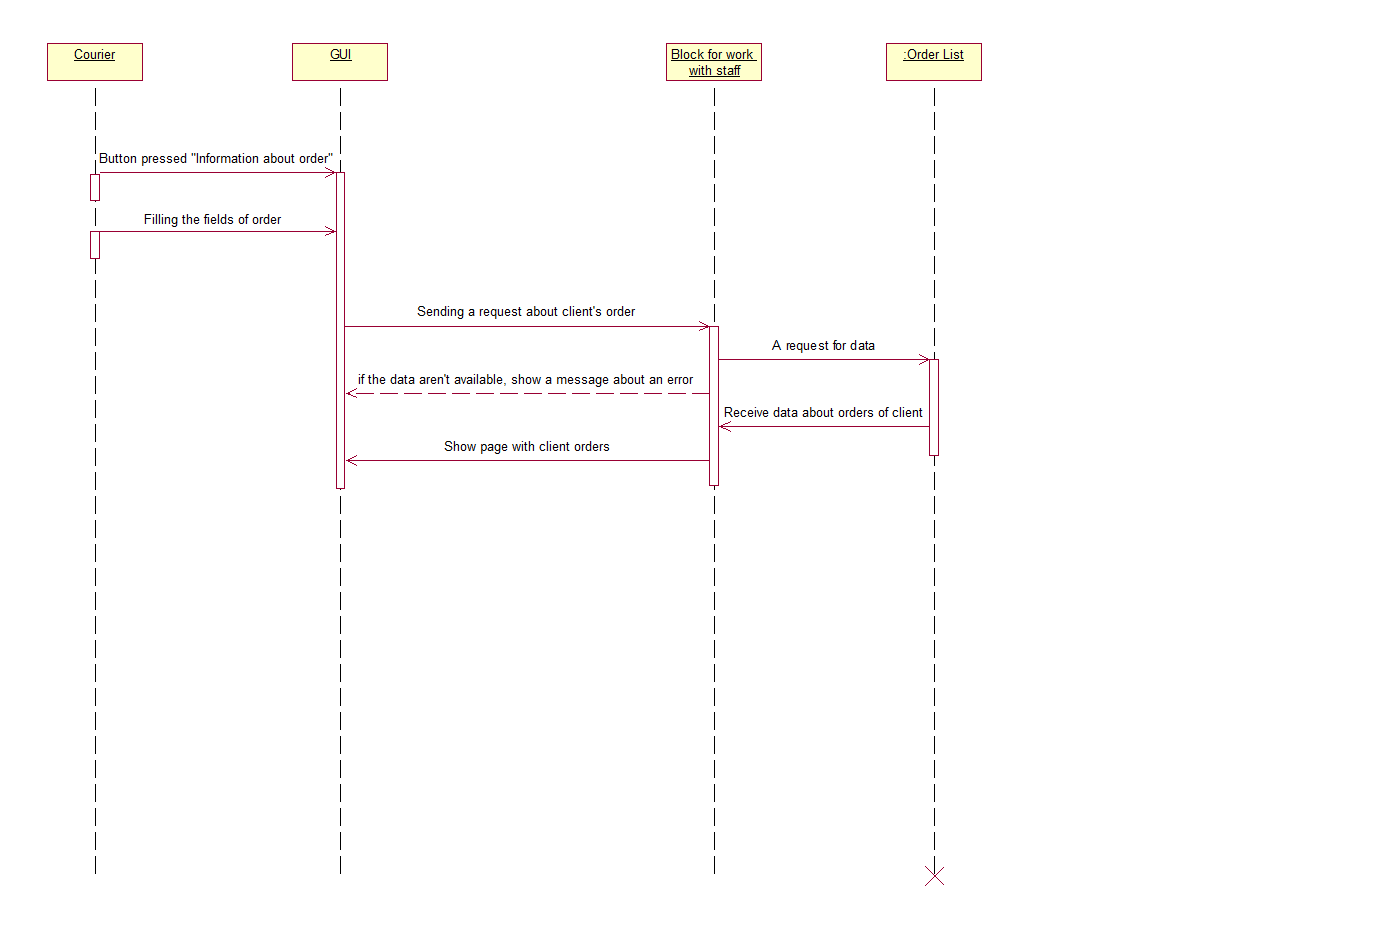 Courier
GUI
Block for work
with staff
:Order List
Button pressed "Information about order"
Filling the fields of order
Sending a request about client's order
A request for data
if the data aren't available, show a message about an error
Receive data about orders of client
Show page with client orders